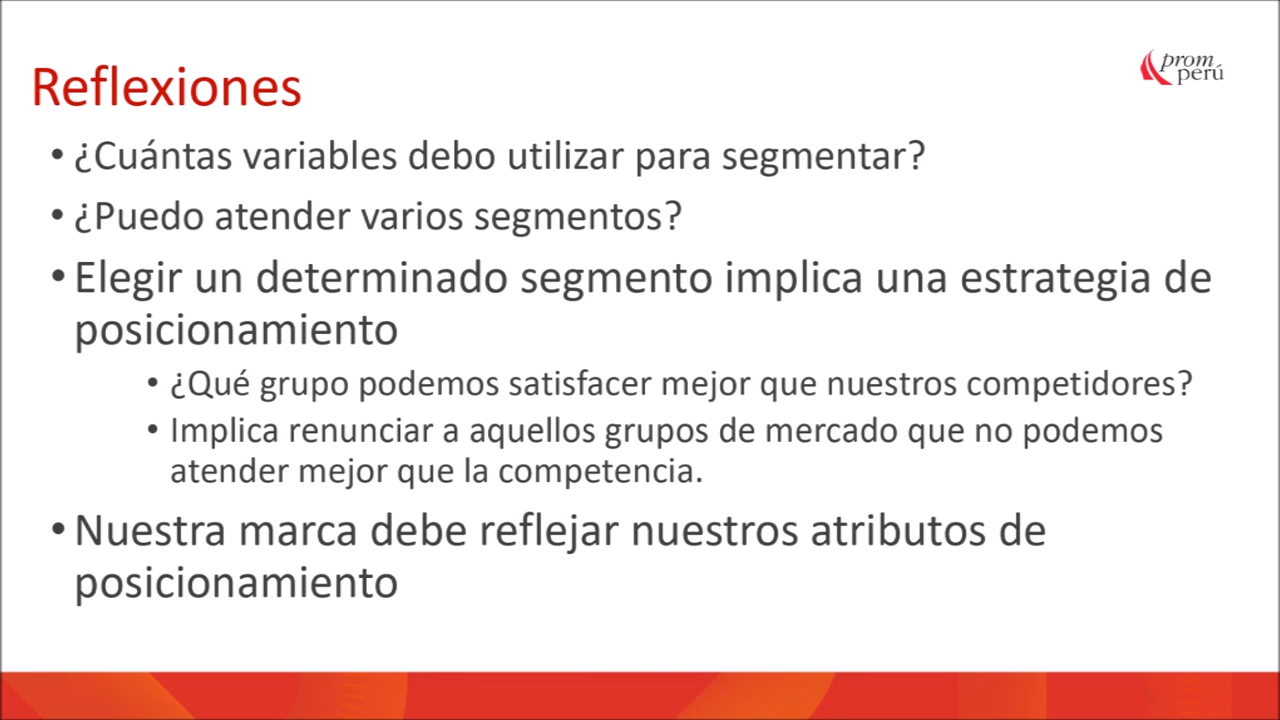 Reflexiones
prom
perú
• ¿Cuántas variables debo utilizar para segmentar?
• ¿Puedo atender varios segmentos?
• Elegir un determinado segmento implica una estrategia de
posicionamiento
• ¿Qué grupo podemos satisfacer mejor que nuestros competidores?
• Implica renunciar a aquellos grupos de mercado que no podemos
atender mejor que la competencia.
• Nuestra marca debe reflejar nuestros atributos de
posicionamiento